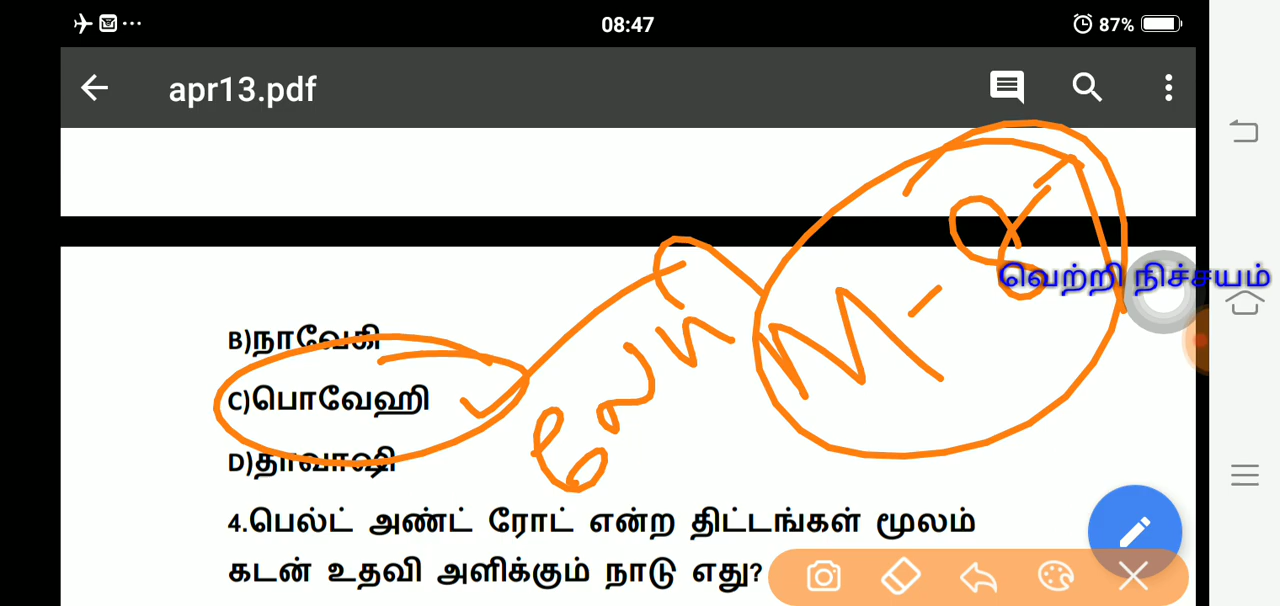 08:47
87%
apr13.pdf
வெற்றி நிச்சயம்
B)நாவேகி
C)பொவேஹி
D)தாவாஷி
4.பெல்ட் அண்ட் ரோட் என்ற திட்டங்கள் மூலம்
கடன் உதவி அளிக்கும் நாடு எது?